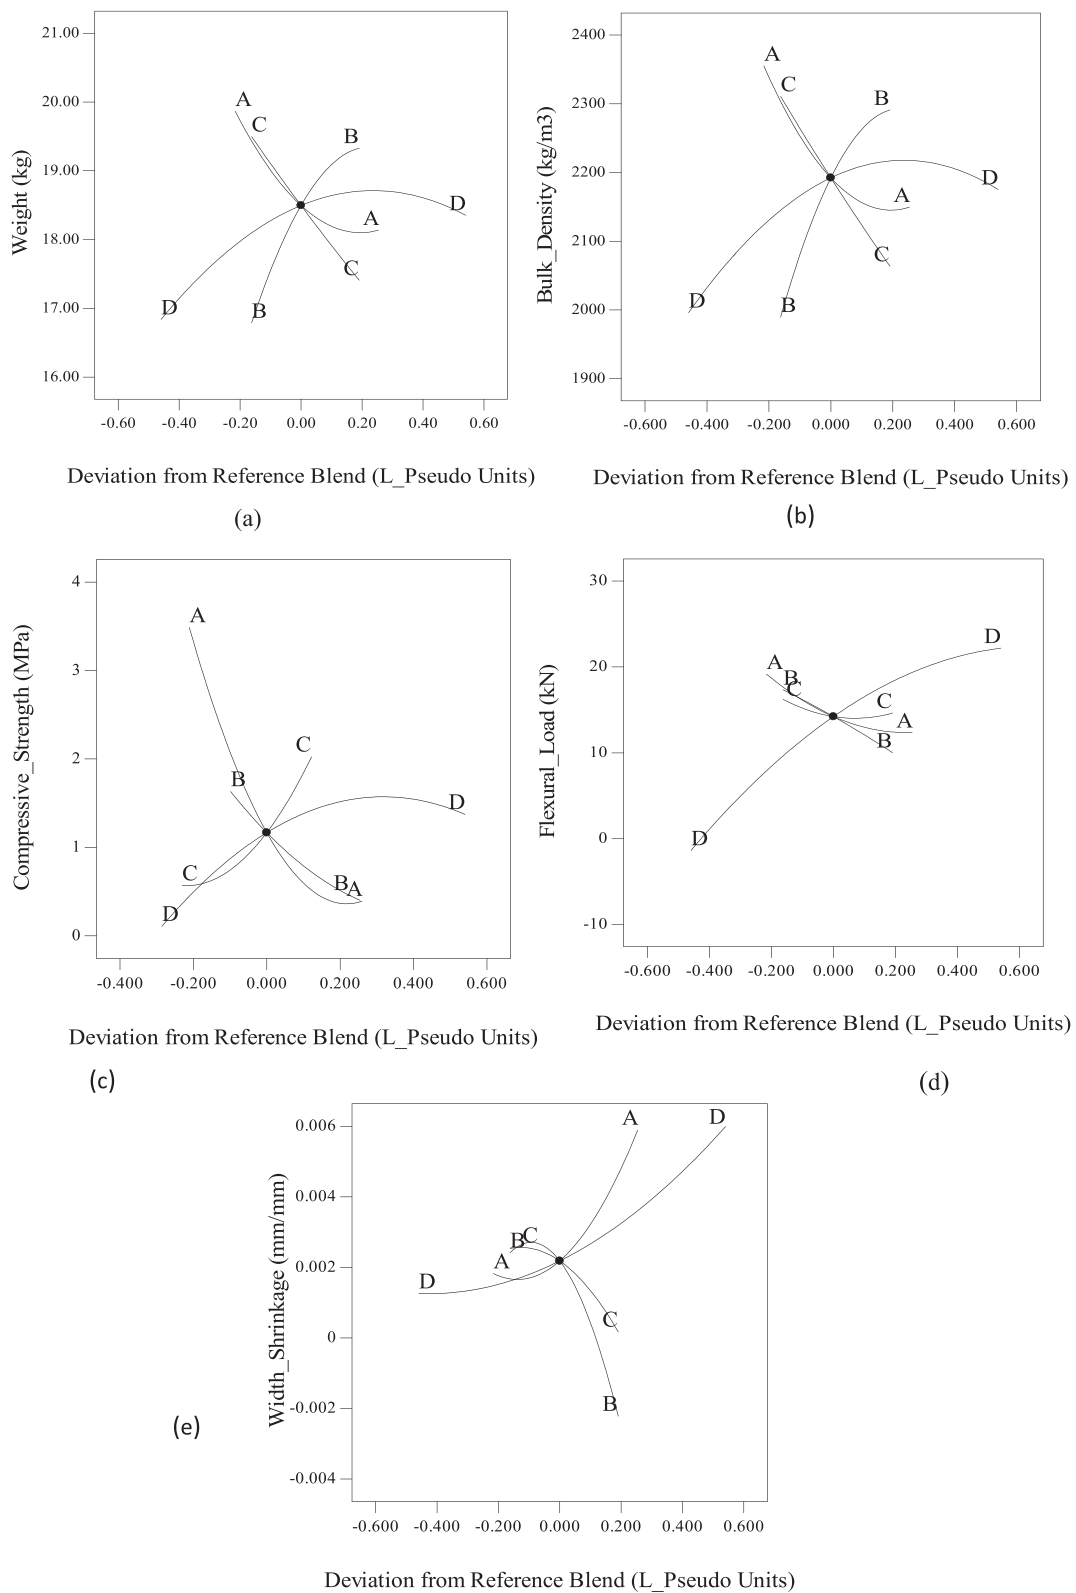 21.00
20.00
19.00
18.00
17.00
16.00
Weight (kg)
A
C
B
D
A
C
D
B
-0.60 -0.40 -0.20 0.00 0.20 0.40 0.60
Deviation from Reference Blend (L_Pseudo Units)
(a)
2400
2300
2200
2100
2000
1900
Bulk_Density (kg/m3)
A
C
B
D
A
C
D
B
-0.600 -0.400 -0.200 0.000 0.200 0.400 0.600
Deviation from Reference Blend (L_Pseudo Units)
(b)
4
3
2
1
0
Compressive_Strength (MPa)
A
C
B
D
C
B
A
D
-0.400 -0.200 0.000 0.200 0.400 0.600
Deviation from Reference Blend (L_Pseudo Units)
(c)
30
20
10
0
-10
Flexural_Load (kN)
D
A
B
C
C
A
B
D
-0.600 -0.400 -0.200 0.000 0.200 0.400 0.600
Deviation from Reference Blend (L_Pseudo Units)
(d)
0.006
0.004
0.002
0
-0.002
-0.004
Width_Shrinkage (mm/mm)
A
D
C
B
A
D
C
B
-0.600 -0.400 -0.200 0.000 0.200 0.400 0.600
Deviation from Reference Blend (L_Pseudo Units)
(e)